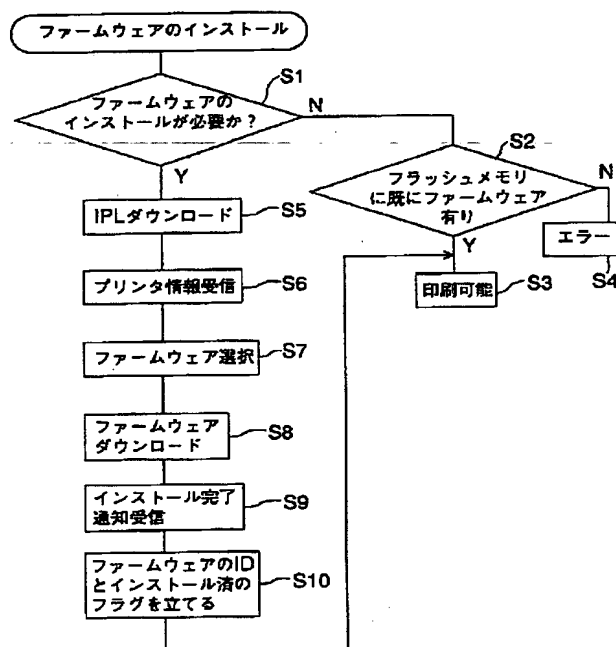 ファームウェアのインストール
S1
ファームウェアの
インストールが必要か?
N
Y
S2
フラッシュメモリ
に既にファームウェア
有り
N
Y
エラー
S4
印刷可能
S3
IPLダウンロード
S5
プリンタ情報受信
S6
ファームウェア選択
S7
ファームウェア
ダウンロード
S8
インストール完了
通知受信
S9
ファームウェアのID
とインストール済の
フラグを立てる
S10